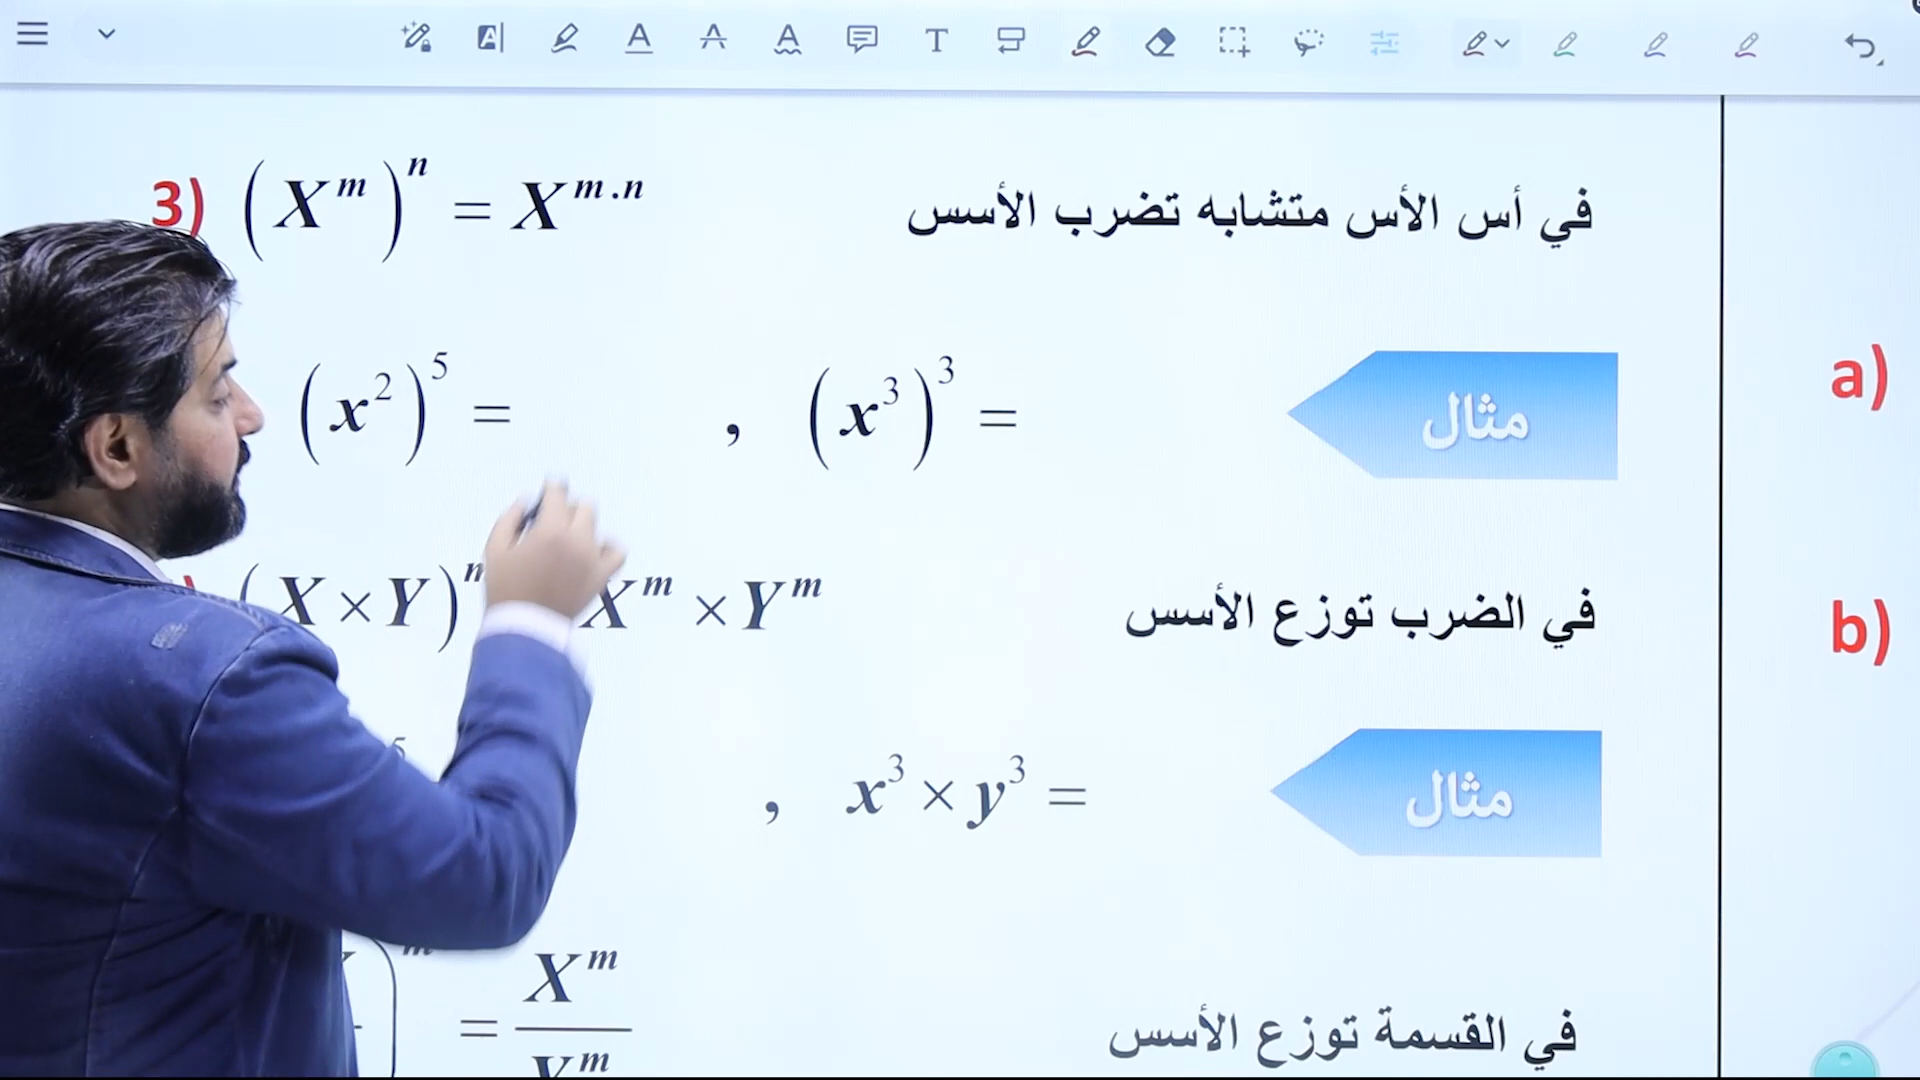 3) (X^m)^n = X^{m.n} في أس الأس متشابه تضرب الأسس
(x^2)^5 = , (x^3)^3 = مثال
a)
(X × Y)^m X^m × Y^m في الضرب توزع الأسس
b)
5 , x^3 × y^3 = مثال
m = X^m / Y^m في القسمة توزع الأسس